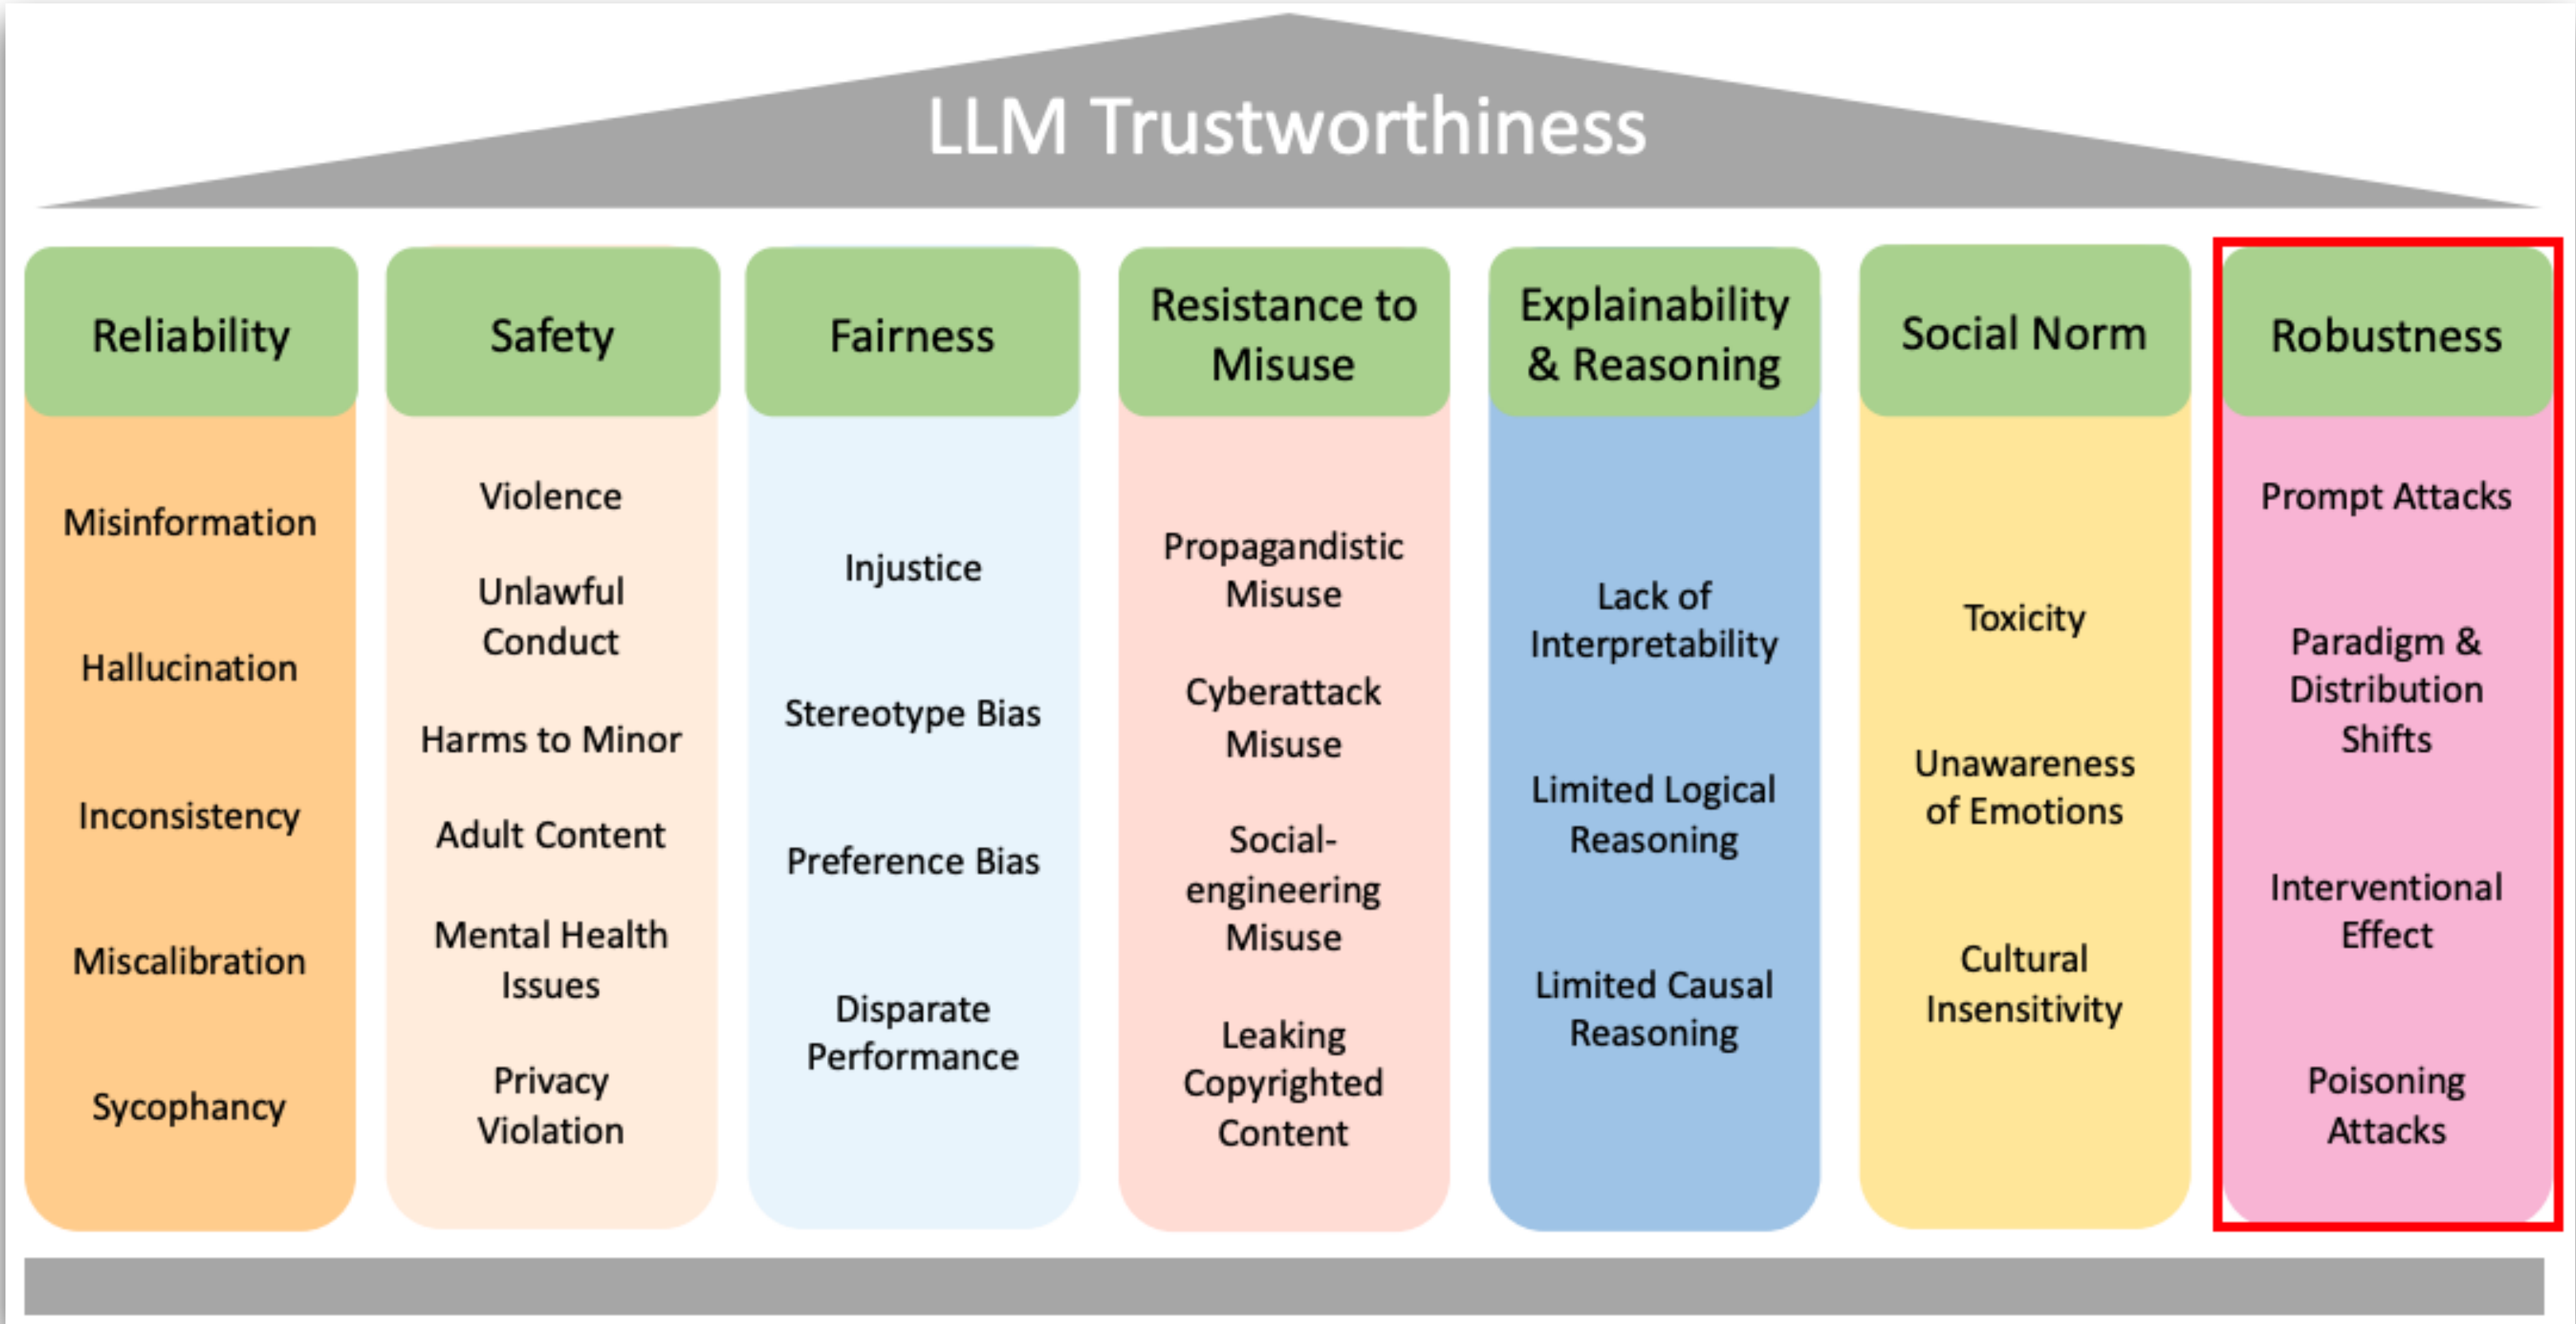 LLM Trustworthiness
Reliability
Misinformation
Hallucination
Inconsistency
Miscalibration
Sycophancy
Safety
Violence
Unlawful
Conduct
Harms to Minor
Adult Content
Mental Health
Issues
Privacy
Violation
Fairness
Injustice
Stereotype Bias
Preference Bias
Disparate
Performance
Resistance to
Misuse
Propagandistic
Misuse
Cyberattack
Misuse
Social-
engineering
Misuse
Leaking
Copyrighted
Content
Explainability
& Reasoning
Lack of
Interpretability
Limited Logical
Reasoning
Limited Causal
Reasoning
Social Norm
Toxicity
Unawareness
of Emotions
Cultural
Insensitivity
Robustness
Prompt Attacks
Paradigm &
Distribution
Shifts
Interventional
Effect
Poisoning
Attacks